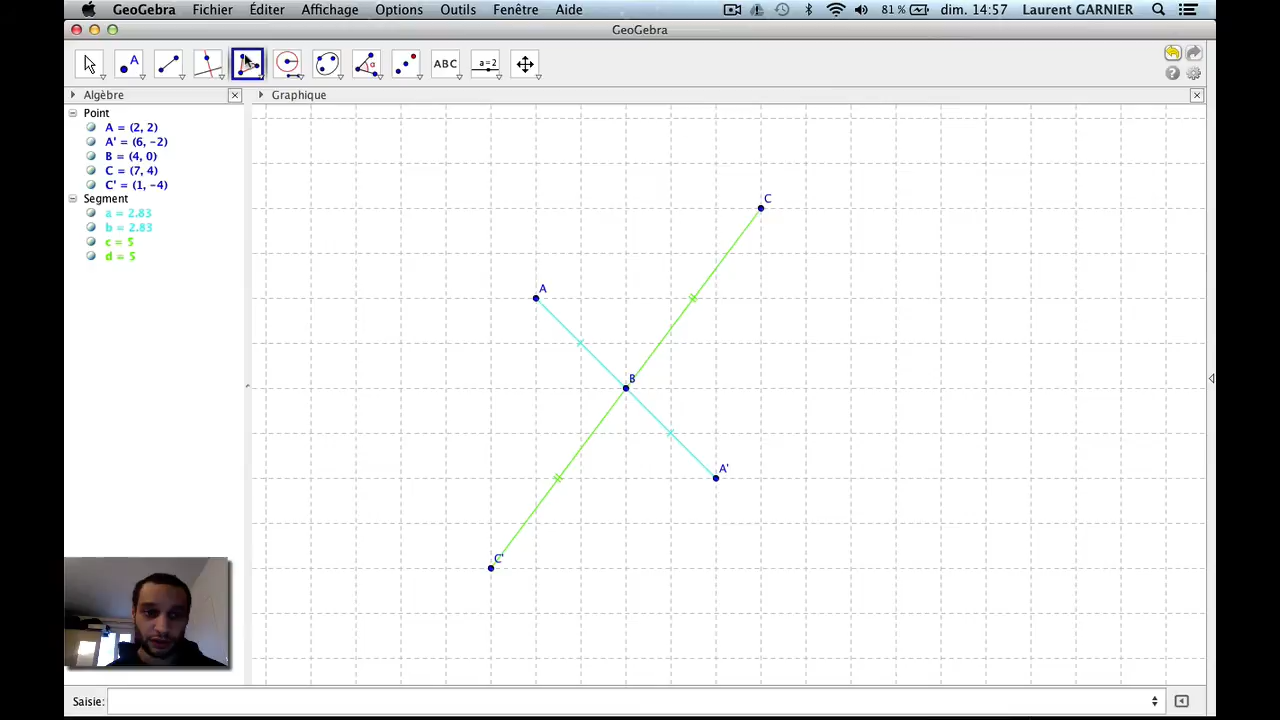 GeoGebra Fichier Éditer Affichage Options Outils Fenêtre Aide 81 % dim. 14:57 Laurent GARNIER
GeoGebra
A α ABC a=2
Algèbre Graphique
Point
A = (2, 2)
A' = (6, -2)
B = (4, 0)
C = (7, 4)
C' = (1, -4)
Segment
a = 2.83
b = 2.83
c = 5
d = 5
C
A
B
A'
C'
Saisie: